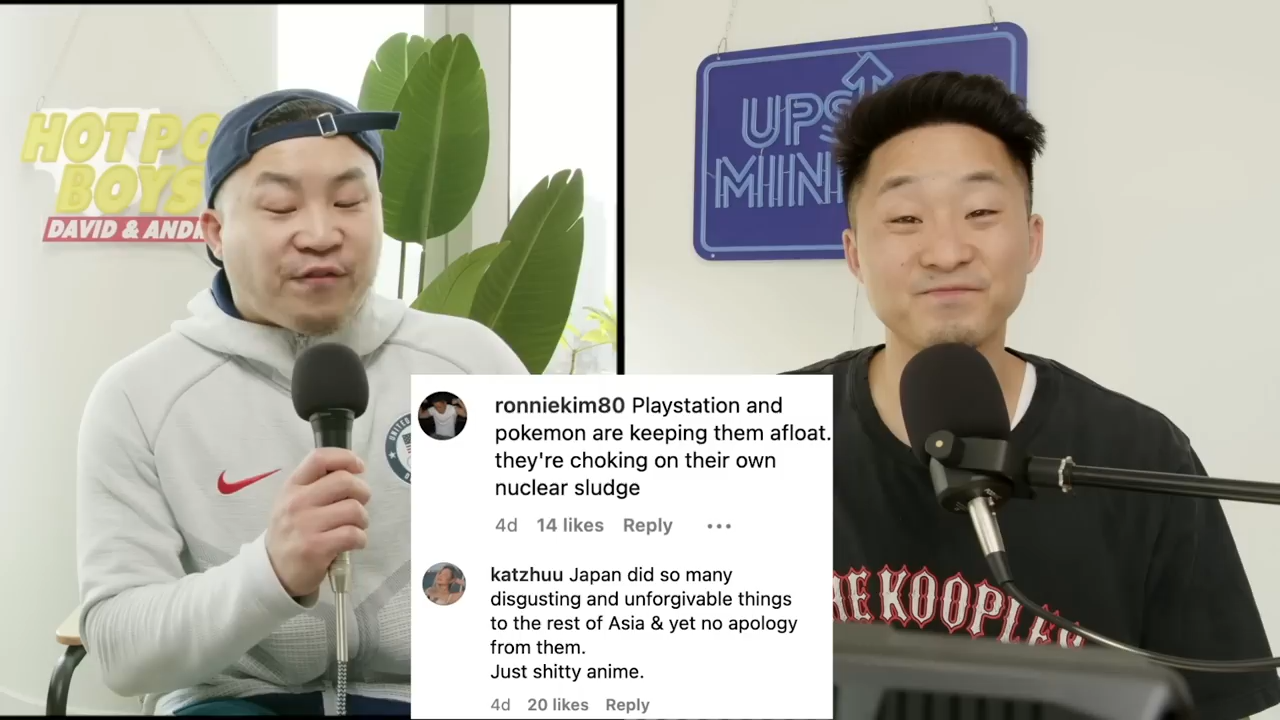 HOT PO
BOYS
DAVID & AND
UPS
MIN
ronniekim80 Playstation and
pokemon are keeping them afloat.
they're choking on their own
nuclear sludge
4d 14 likes Reply ...
katzhuu Japan did so many
disgusting and unforgivable things
to the rest of Asia & yet no apology
from them.
Just shitty anime.
4d 20 likes Reply
HE KOOPLES